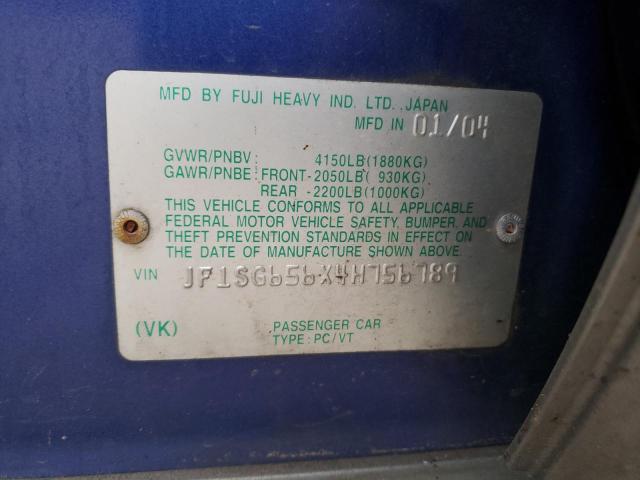 MFD BY FUJI HEAVY IND. LTD., JAPAN
MFD IN 01/04
GVWR/PNBV: 4150LB(1880KG)
GAWR/PNBE: FRONT-2050LB( 930KG)
REAR -2200LB(1000KG)
THIS VEHICLE CONFORMS TO ALL APPLICABLE
FEDERAL MOTOR VEHICLE SAFETY, BUMPER, AND
THEFT PREVENTION STANDARDS IN EFFECT ON
THE DATE OF MANUFACTURE SHOWN ABOVE.
VIN JF1SG656X4H756789
(VK) PASSENGER CAR
TYPE: PC/VT